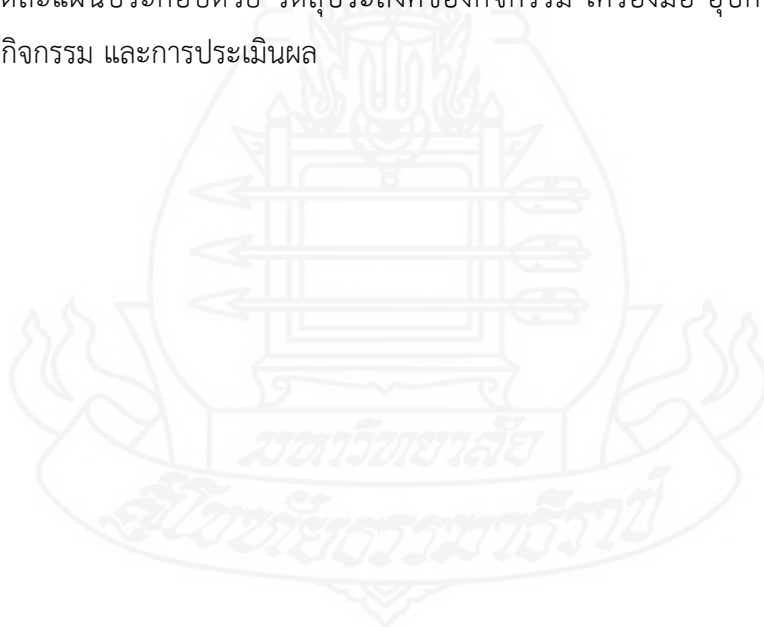 ละแผนประกอบด้วย วัตถุประสงค์ของกิจกรรม เครื่องมือ
กิจกรรม และการประเมินผล
มหาวิทยาลัย
สุโขทัยธรรมาธิราช